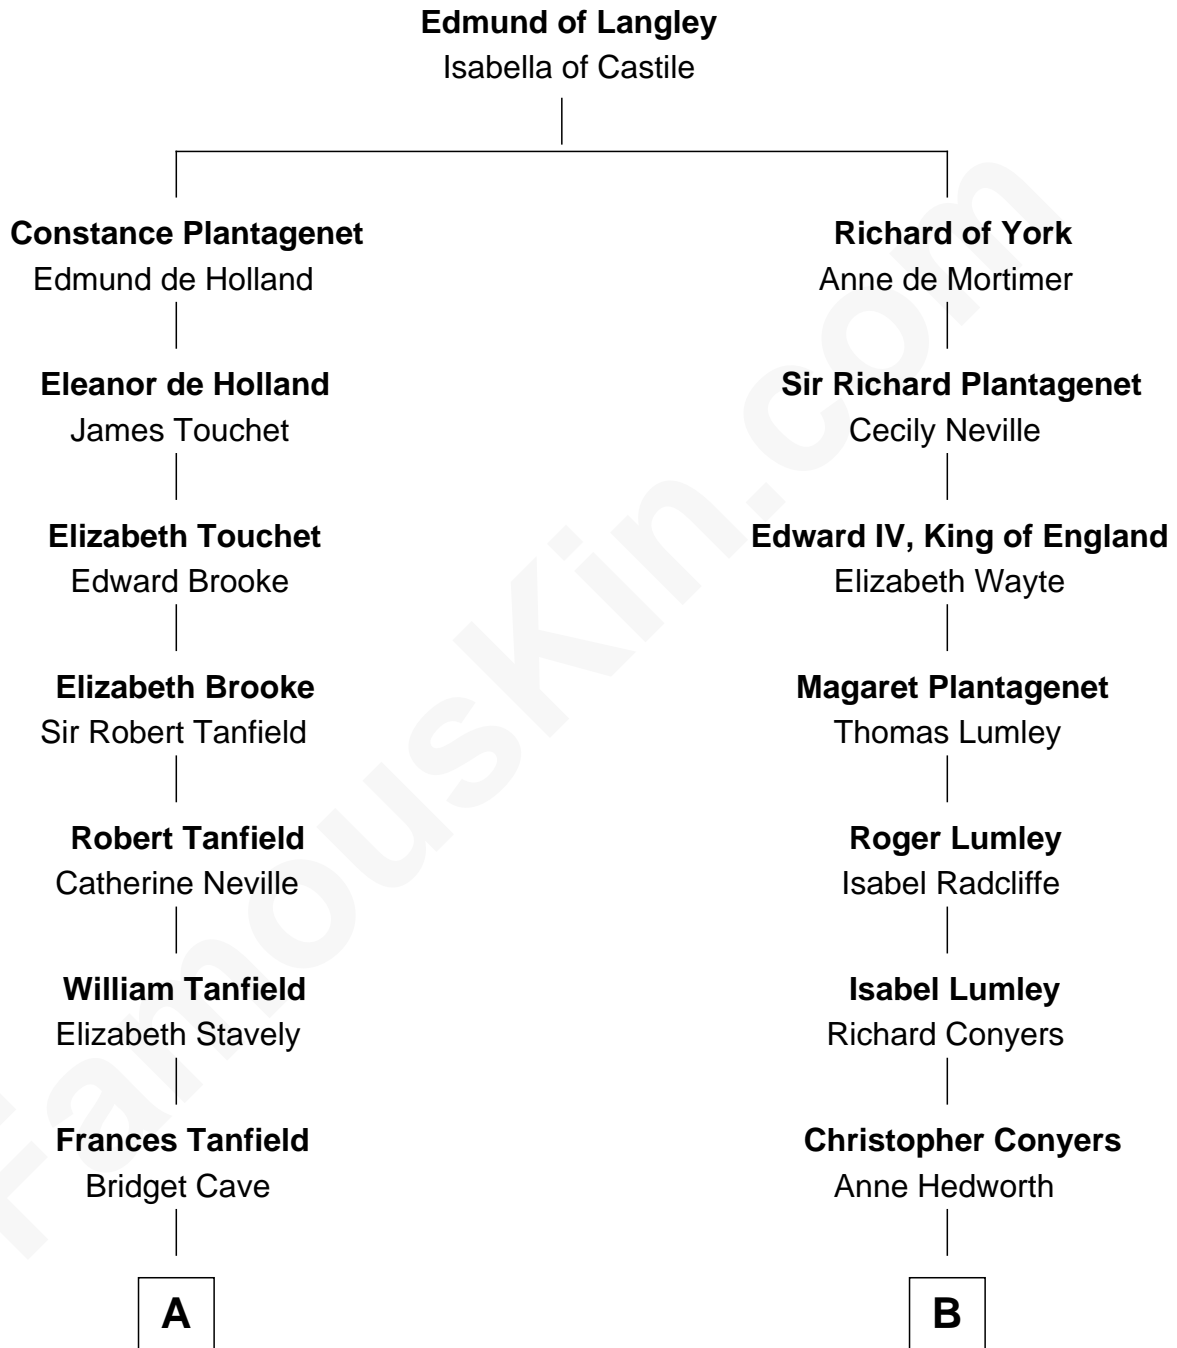 Edmund of Langley
Isabella of Castile
Constance Plantagenet
Edmund de Holland
Eleanor de Holland
James Touchet
Elizabeth Touchet
Edward Brooke
Elizabeth Brooke
Sir Robert Tanfield
Robert Tanfield
Catherine Neville
William Tanfield
Elizabeth Stavely
Frances Tanfield
Bridget Cave
A
Richard of York
Anne de Mortimer
Sir Richard Plantagenet
Cecily Neville
Edward IV, King of England
Elizabeth Wayte
Magaret Plantagenet
Thomas Lumley
Roger Lumley
Isabel Radcliffe
Isabel Lumley
Richard Conyers
Christopher Conyers
Anne Hedworth
B
FamousKin.com